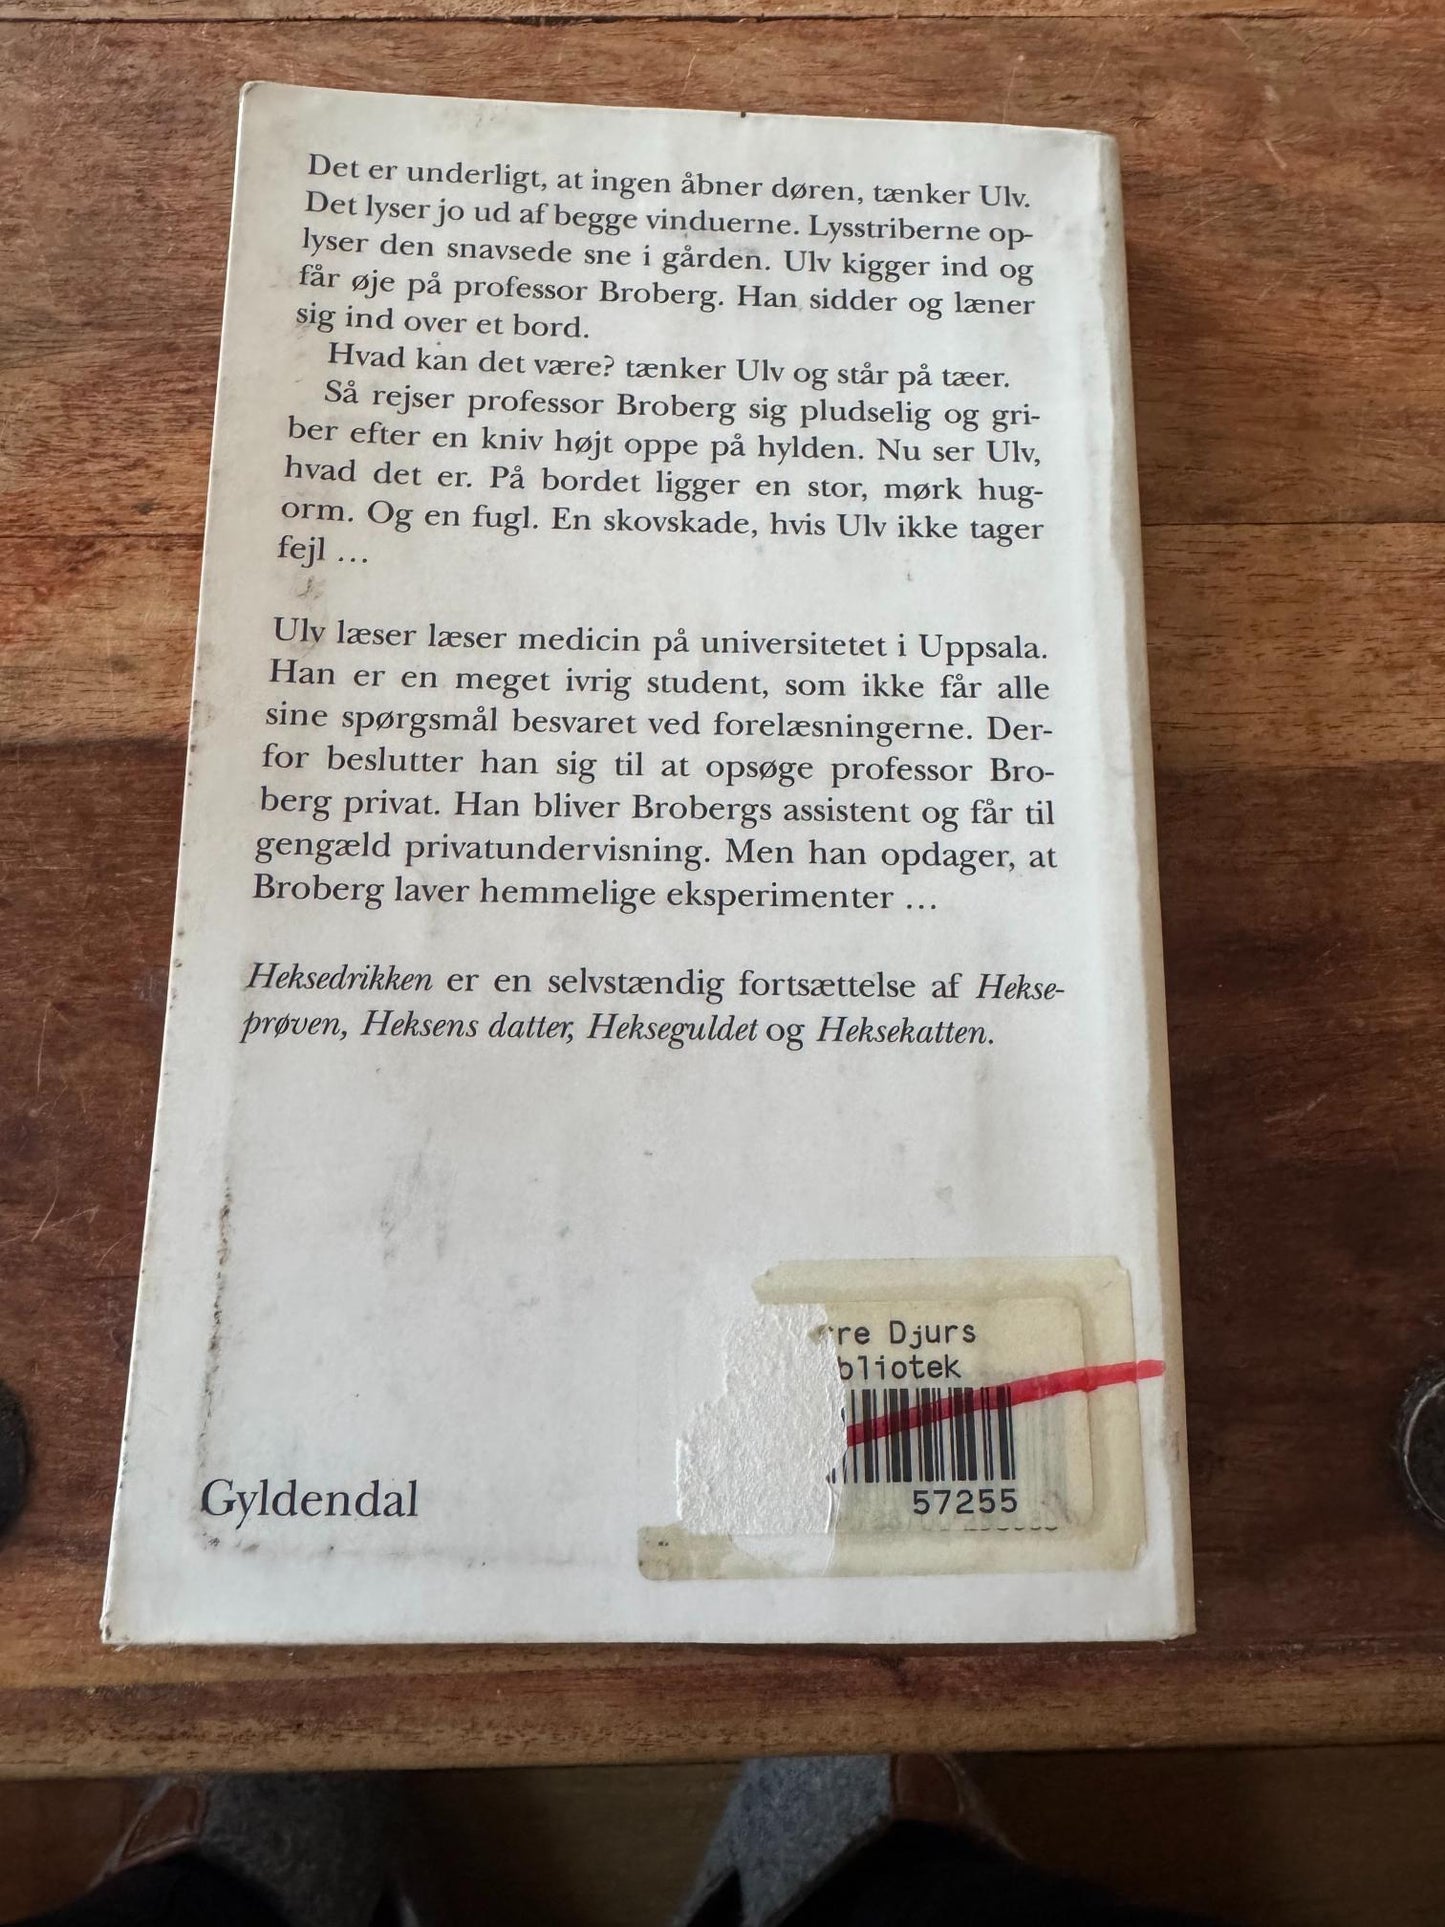 Det er underligt, at ingen åbner døren, tænker Ulv.
Det lyser jo ud af begge vinduerne. Lysstriberne op-
lyser den snavsede sne i gården. Ulv kigger ind og
får øje på professor Broberg. Han sidder og læner
sig ind over et bord.
Hvad kan det være? tænker Ulv og står på tæer.
Så rejser professor Broberg sig pludselig og gri-
ber efter en kniv højt oppe på hylden. Nu ser Ulv,
hvad det er. På bordet ligger en stor, mørk hug-
orm. Og en fugl. En skovskade, hvis Ulv ikke tager
fejl ...
Ulv læser læser medicin på universitetet i Uppsala.
Han er en meget ivrig student, som ikke får alle
sine spørgsmål besvaret ved forelæsningerne. Der-
for beslutter han sig til at opsøge professor Bro-
berg privat. Han bliver Brobergs assistent og får til
gengæld privatundervisning. Men han opdager, at
Broberg laver hemmelige eksperimenter ...
Heksedrikken er en selvstændig fortsættelse af Hekse-
prøven, Heksens datter, Hekseguldet og Heksekatten.
Djurs
57255
Gyldendal